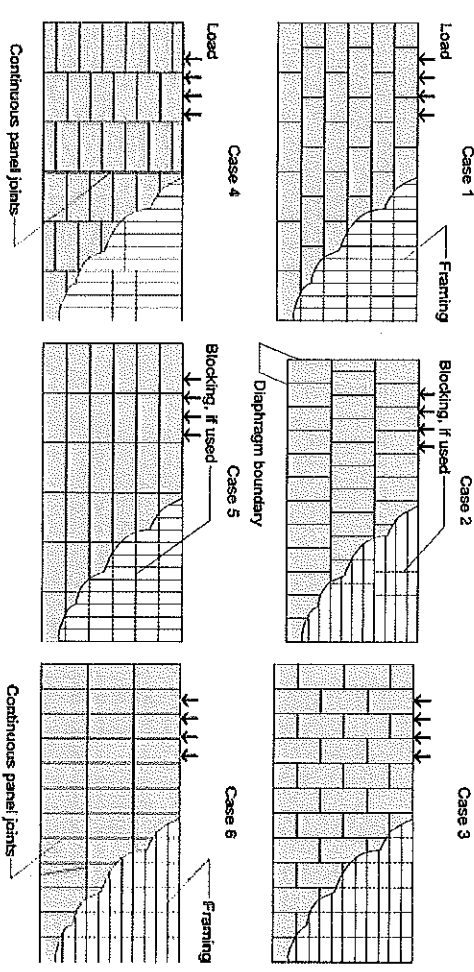 Case 1
Load
Framing
Case 2
Blocking, if used
Diaphragm boundary
Case 3
Load
Case 4
Continuous panel joints
Blocking, if used
Case 5
Case 6
Framing
Continuous panel joints